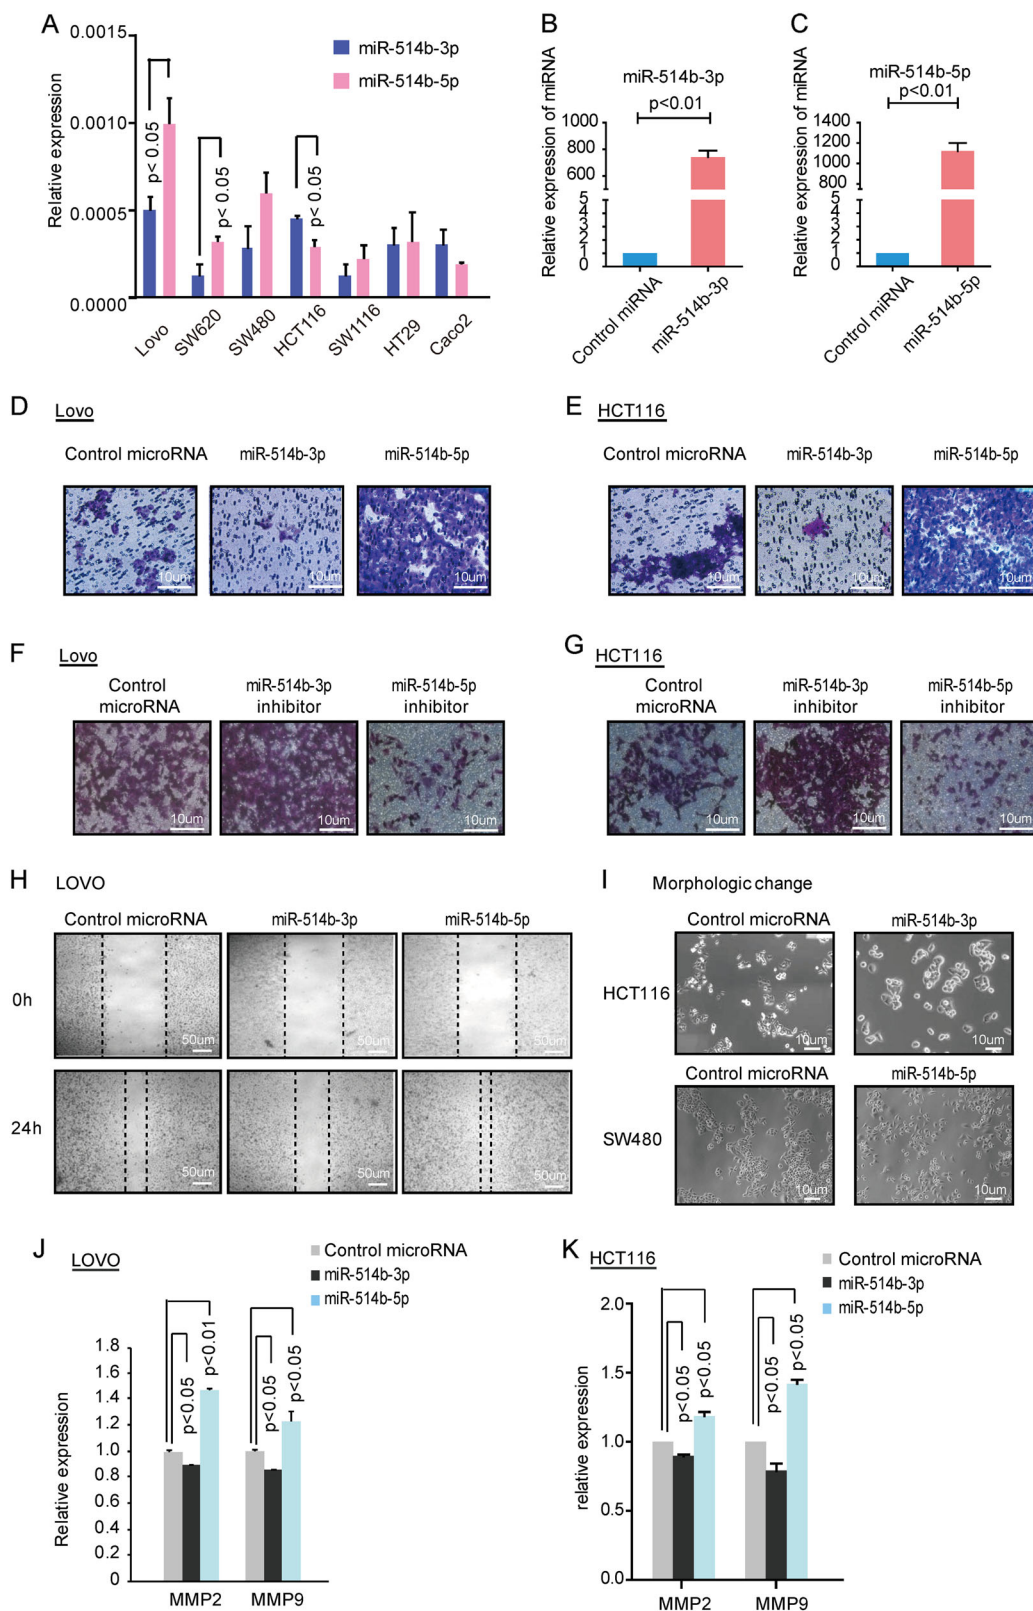 A
0.0015
0.0010
0.0005
0.0000
Relative expression
miR-514b-3p
miR-514b-5p
p< 0.05
p< 0.05
p< 0.05
Lovo
SW620
SW480
HCT116
SW1116
HT29
Caco2
B
miR-514b-3p
p<0.01
Relative expression of miRNA
1000
800
600
5
4
3
2
1
0
Control miRNA
miR-514b-3p
C
miR-514b-5p
p<0.01
Relative expression of miRNA
1400
1200
1000
800
5
4
3
2
1
0
Control miRNA
miR-514b-5p
D
Lovo
Control microRNA
miR-514b-3p
miR-514b-5p
10um
10um
10um
E
HCT116
Control microRNA
miR-514b-3p
miR-514b-5p
10um
10um
10um
F
Lovo
Control
microRNA
miR-514b-3p
inhibitor
miR-514b-5p
inhibitor
10um
10um
10um
G
HCT116
Control
microRNA
miR-514b-3p
inhibitor
miR-514b-5p
inhibitor
10um
10um
10um
H
LOVO
Control microRNA
miR-514b-3p
miR-514b-5p
0h
50um
50um
50um
24h
50um
50um
50um
I
Morphologic change
Control microRNA
miR-514b-3p
HCT116
10um
10um
Control microRNA
miR-514b-5p
SW480
10um
10um
J
LOVO
Control microRNA
miR-514b-3p
miR-514b-5p
Relative expression
1.8
1.6
1.4
1.2
1.0
0.8
0.6
0.4
0.2
0
p<0.05
p<0.01
p<0.05
p<0.05
MMP2
MMP9
K
HCT116
Control microRNA
miR-514b-3p
miR-514b-5p
relative expression
2.0
1.5
1.0
0.5
0.0
p<0.05
p<0.05
p<0.05
p<0.05
MMP2
MMP9